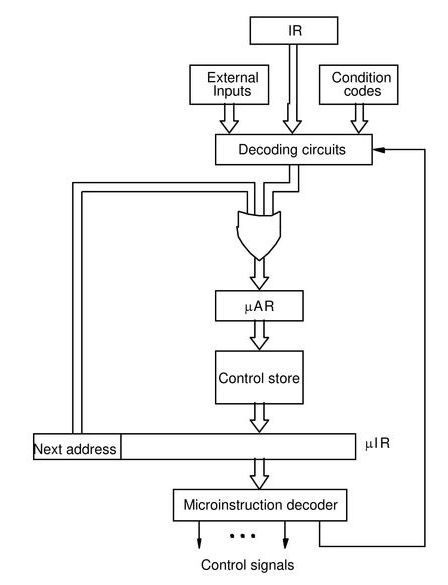 IR
External
Inputs
Condition
codes
Decoding circuits
μAR
Control store
Next address
μIR
Microinstruction decoder
Control signals